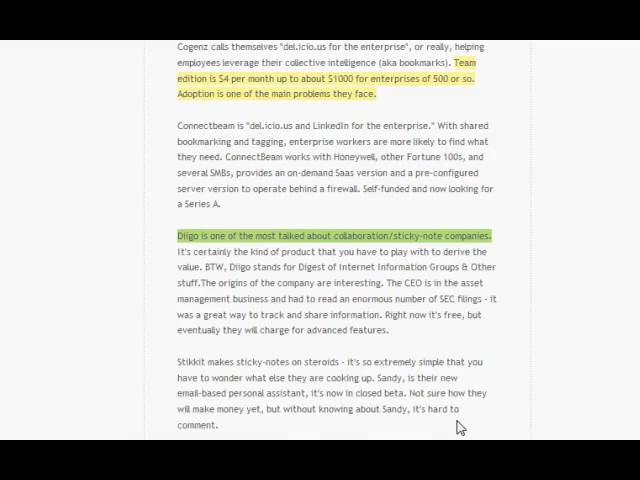 Cogenz calls themselves "del.icio.us for the enterprise", or really, helping
employees leverage their collective intelligence (aka bookmarks). Team
edition is $4 per month up to about $1000 for enterprises of 500 or so.
Adoption is one of the main problems they face.
Connectbeam is "del.icio.us and LinkedIn for the enterprise." With shared
bookmarking and tagging, enterprise workers are more likely to find what
they need. ConnectBeam works with Honeywell, other Fortune 100s, and
several SMBs, provides an on-demand Saas version and a pre-configured
server version to operate behind a firewall. Self-funded and now looking for
a Series A.
Diigo is one of the most talked about collaboration/sticky-note companies.
It's certainly the kind of product that you have to play with to derive the
value. BTW, Diigo stands for Digest of Internet Information Groups & Other
stuff.The origins of the company are interesting. The CEO is in the asset
management business and had to read an enormous number of SEC filings - it
was a great way to track and share information. Right now it's free, but
eventually they will charge for advanced features.
Stikkit makes sticky-notes on steroids - it's so extremely simple that you
have to wonder what else they are cooking up. Sandy, is their new
email-based personal assistant, it's now in closed beta. Not sure how they
will make money yet, but without knowing about Sandy, it's hard to
comment.